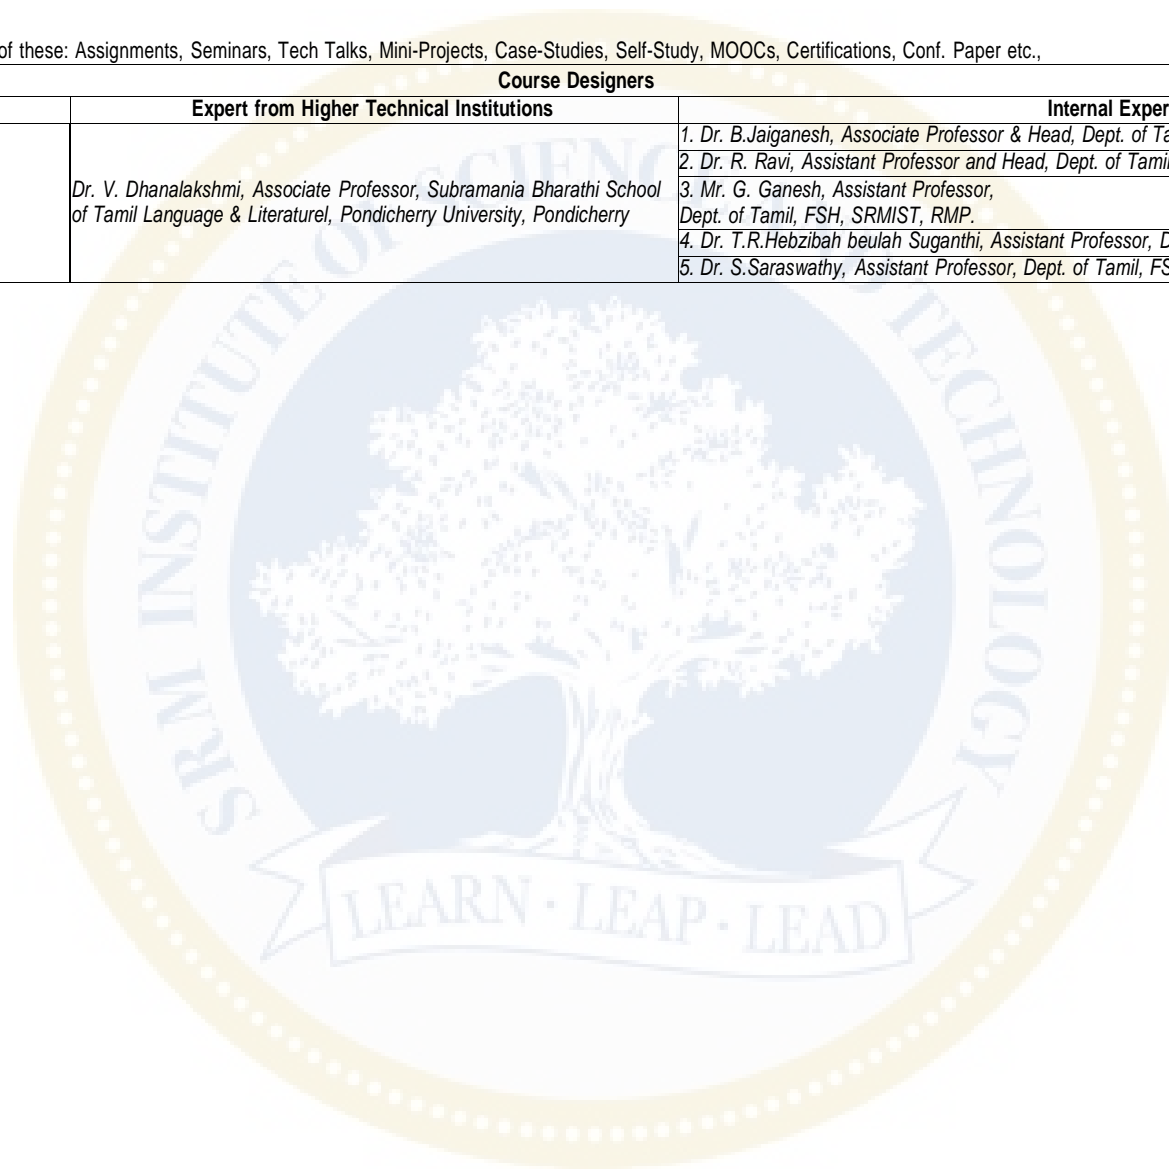 of these: Assignments, Seminars, Tech Talks, Mini-Projects, Case-Studies, Self-Study, MOOCs, Certifications, Conf. Paper etc.,
Course Designers
Expert from Higher Technical Institutions
Internal Exper
Dr. V. Dhanalakshmi, Associate Professor, Subramania Bharathi School
of Tamil Language & Literaturel, Pondicherry University, Pondicherry
1. Dr. B.Jaiganesh, Associate Professor & Head, Dept. of Ta
2. Dr. R. Ravi, Assistant Professor and Head, Dept. of Tamil
3. Mr. G. Ganesh, Assistant Professor,
Dept. of Tamil, FSH, SRMIST, RMP.
4. Dr. T.R.Hebzibah beulah Suganthi, Assistant Professor, D
5. Dr. S.Saraswathy, Assistant Professor, Dept. of Tamil, FS
SRM INSTITUTE OF SCIENCE AND TECHNOLOGY
LEARN · LEAP · LEAD